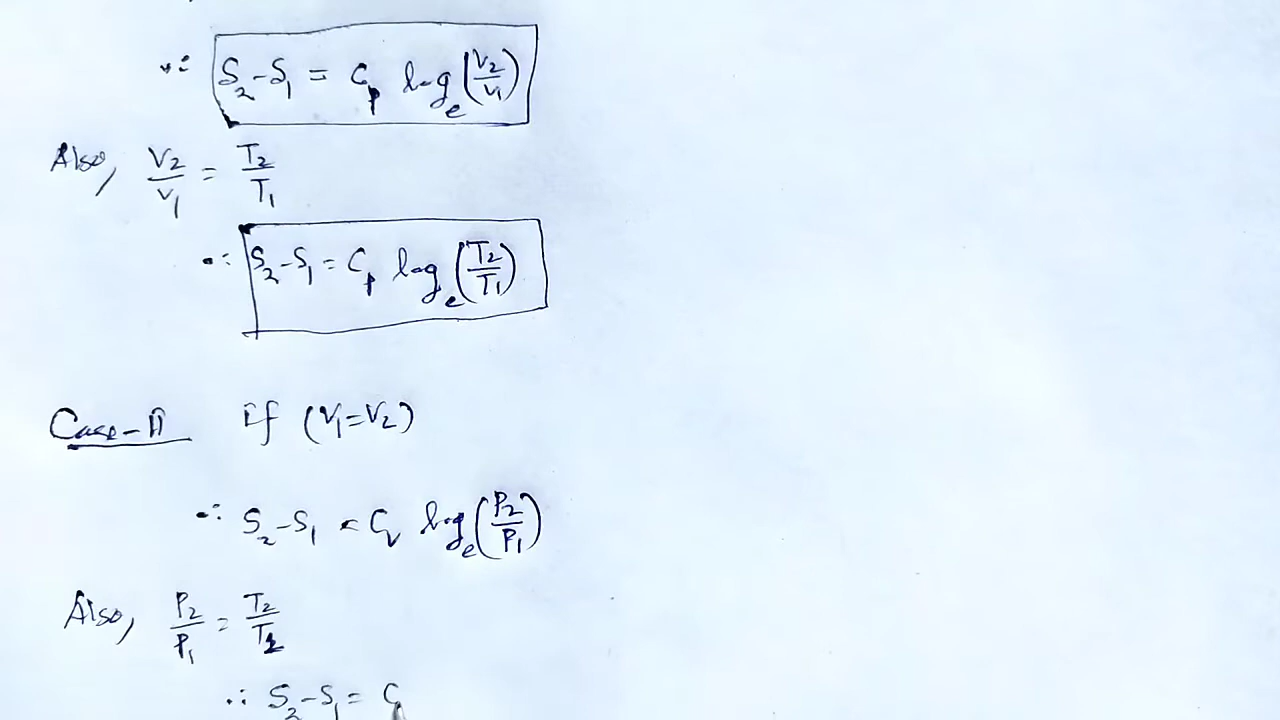 ∴ S₂-S₁ = Cp logₑ(V₂/V₁)
Also, V₂/V₁ = T₂/T₁
∴ S₂-S₁ = Cp logₑ(T₂/T₁)
Case-II If (V₁=V₂)
∴ S₂-S₁ = Cv logₑ(P₂/P₁)
Also, P₂/P₁ = T₂/T₁
∴ S₂-S₁ = C